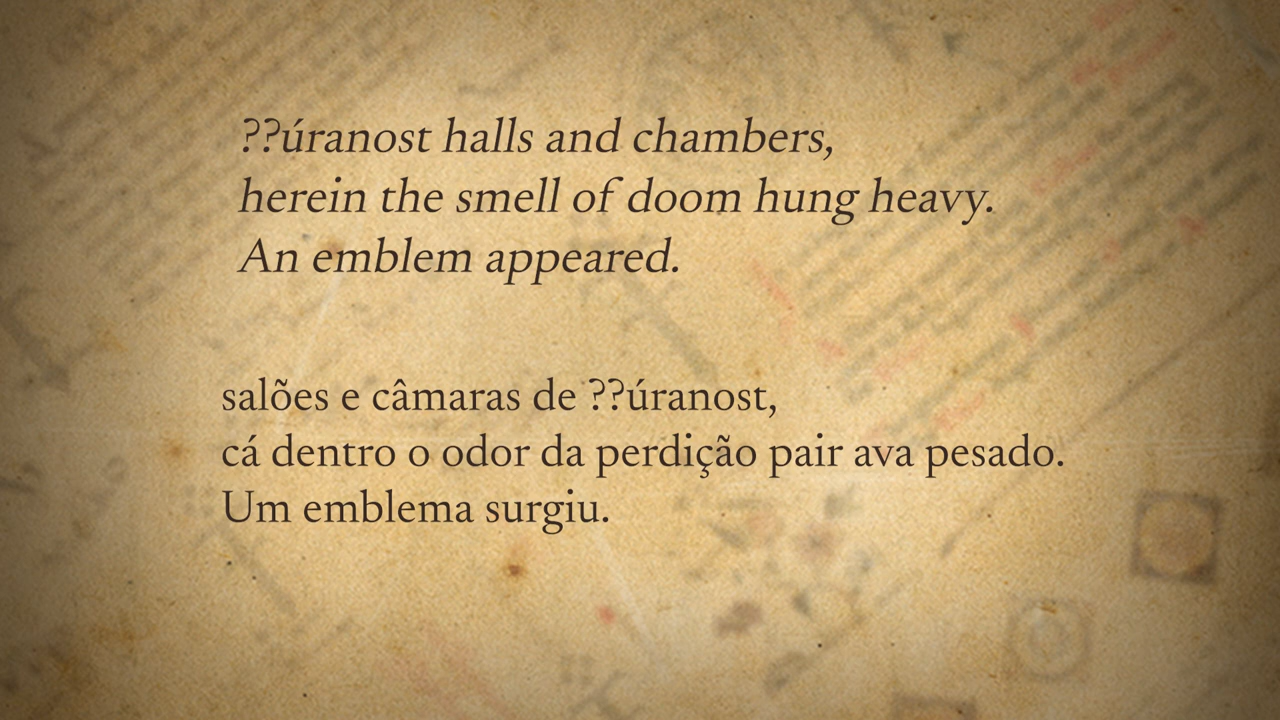 ??úranost halls and chambers,
herein the smell of doom hung heavy.
An emblem appeared.
salões e câmaras de ??úranost,
cá dentro o odor da perdição pair ava pesado.
Um emblema surgiu.